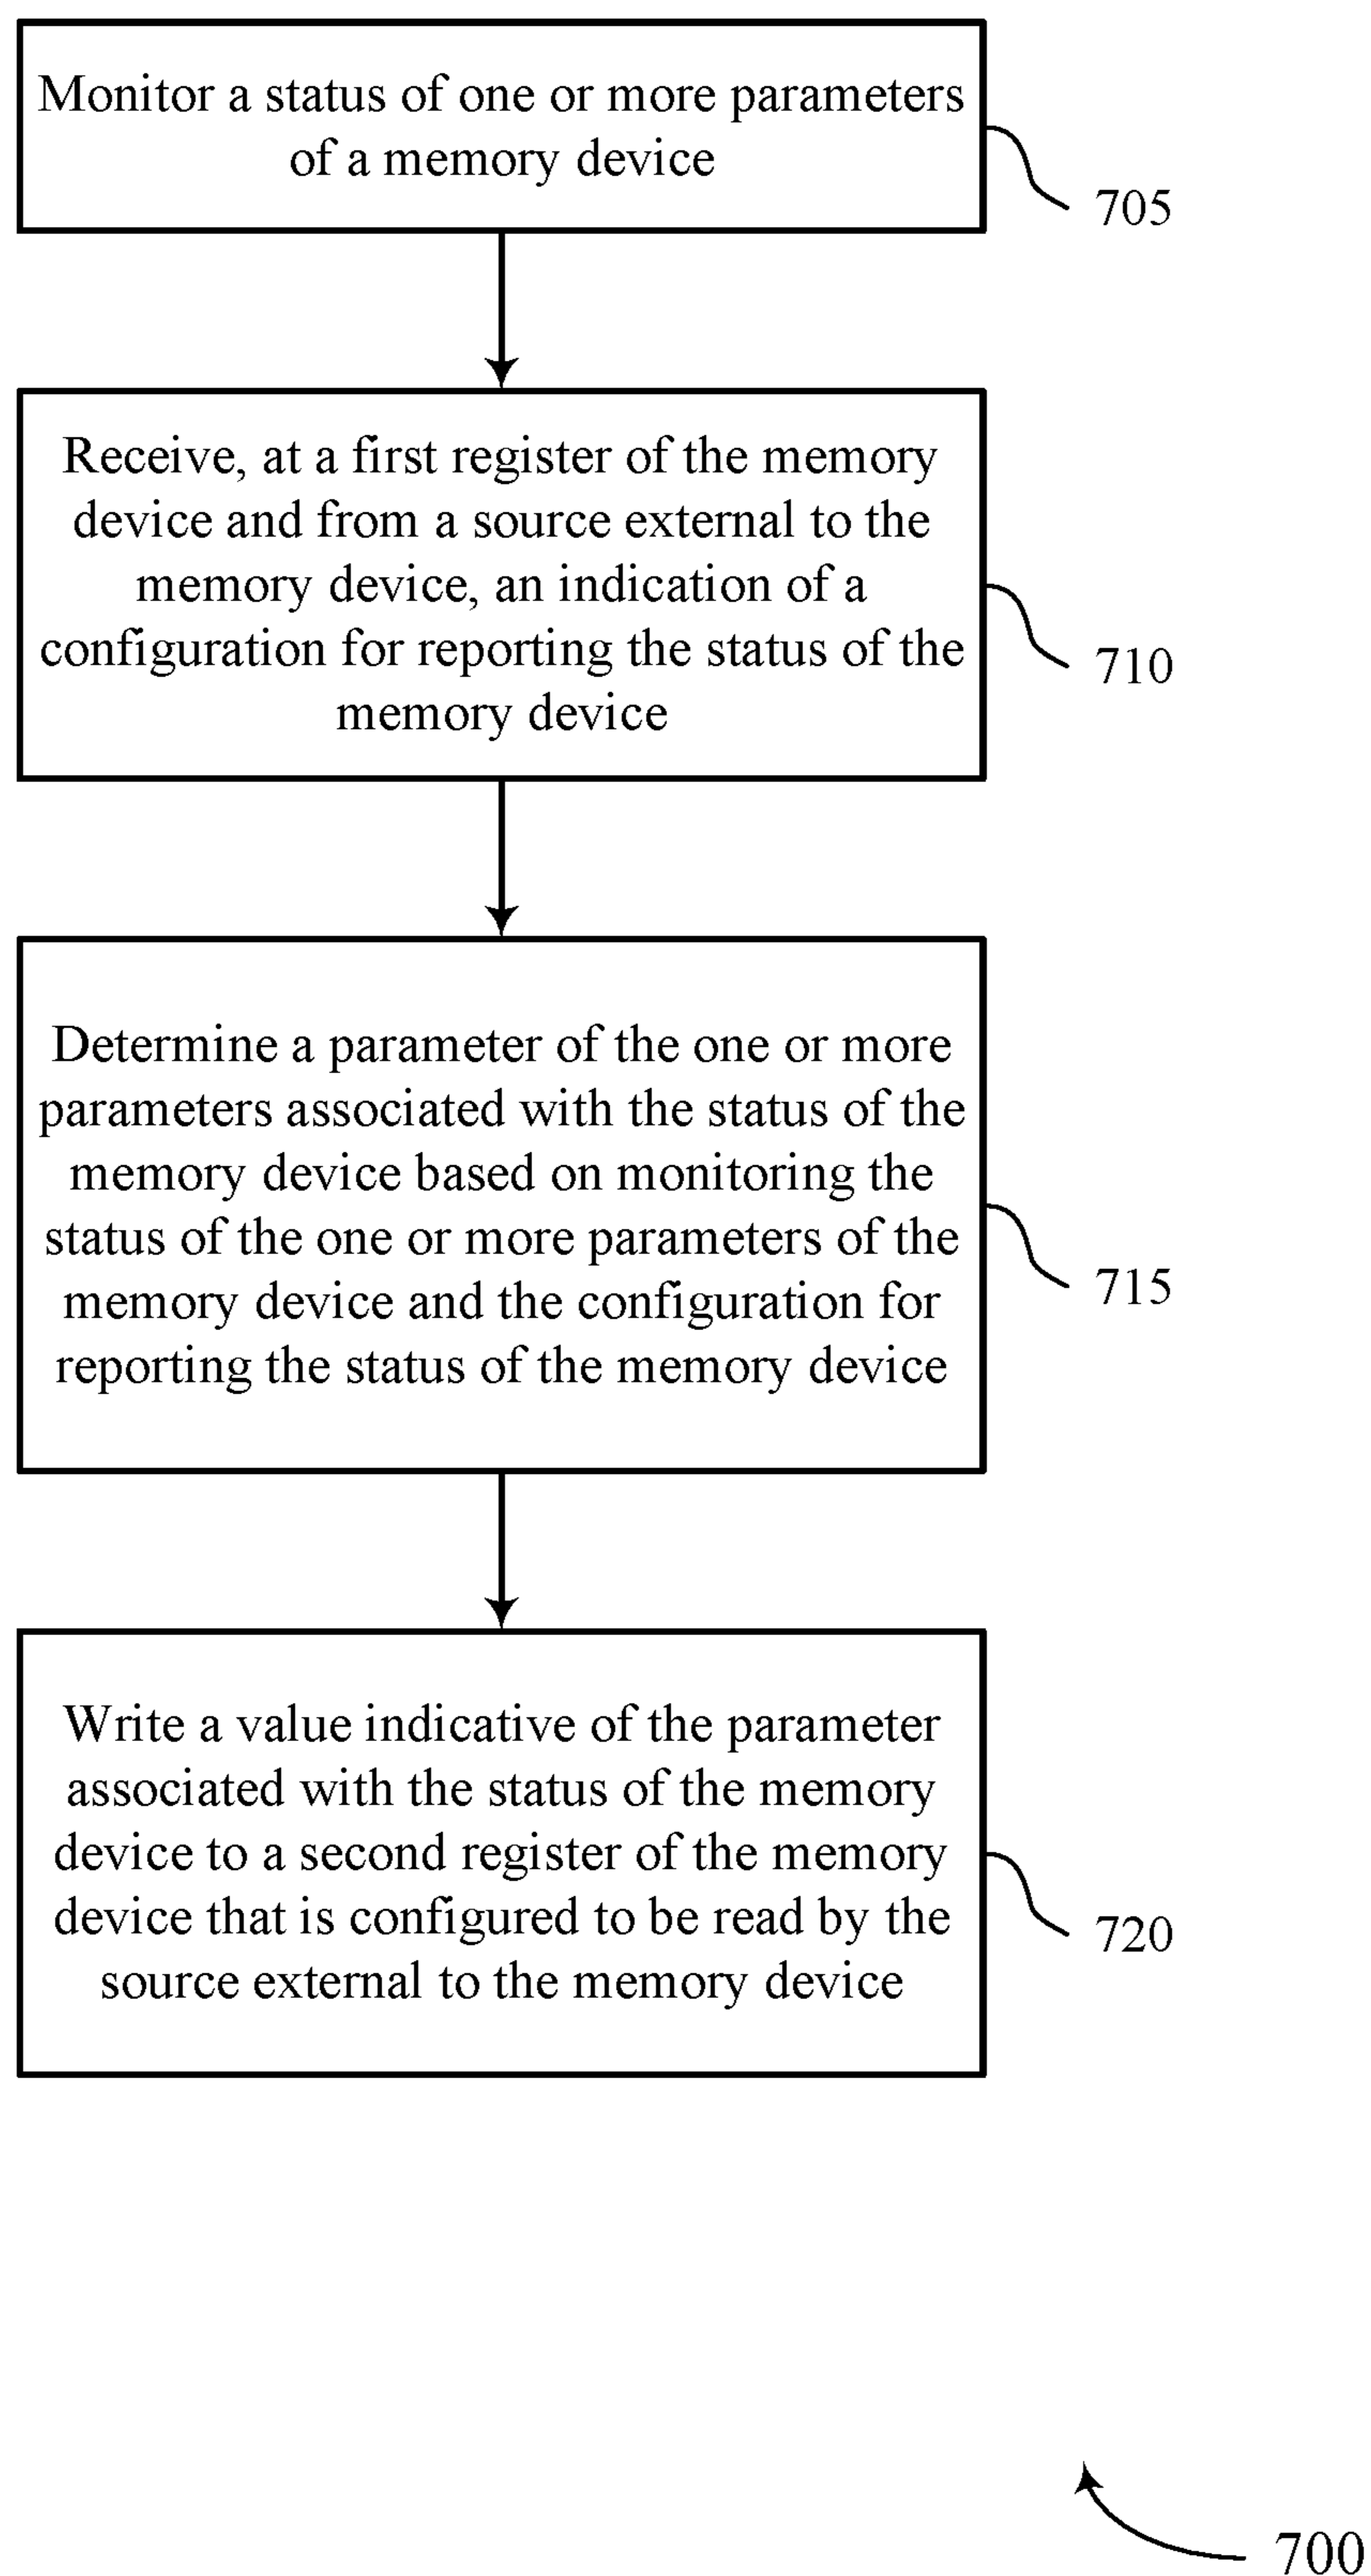 Monitor a status of one or more parameters
of a memory device
705
Receive, at a first register of the memory
device and from a source external to the
memory device, an indication of a
configuration for reporting the status of the
memory device
710
Determine a parameter of the one or more
parameters associated with the status of the
memory device based on monitoring the
status of the one or more parameters of the
memory device and the configuration for
reporting the status of the memory device
715
Write a value indicative of the parameter
associated with the status of the memory
device to a second register of the memory
device that is configured to be read by the
source external to the memory device
720
700